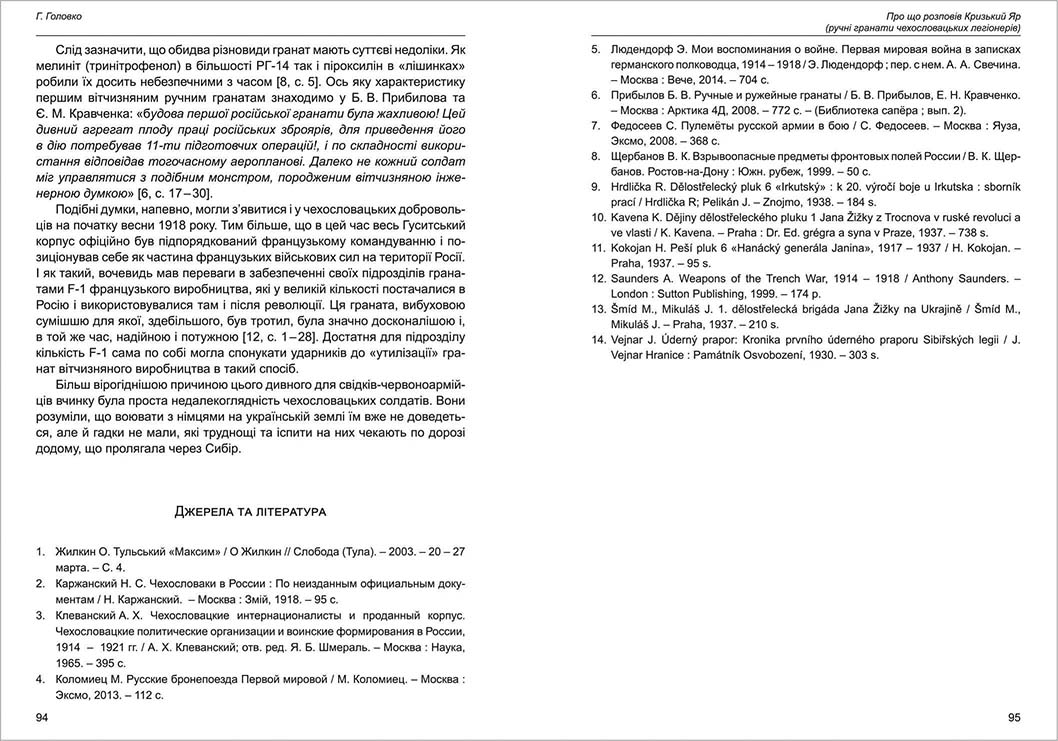 Г. Головко
Слід зазначити, що обидва різновиди гранат мають суттєві недоліки. Як
мелиніт (тринітрофенол) в більшості РГ-14 так і піроксилін в «лішинках»
робили їх досить небезпечними з часом [8, с. 5]. Ось яку характеристику
першим вітчизняним ручним гранатам знаходимо у Б. В. Прибилова та
Є. М. Кравченка: «будова першої російської гранати була жахливою! Цей
дивний агрегат плоду праці російських зброярів, для приведення його
в дію потребував 11-ти підготовчих операцій!, і по складності викори-
стання відповідав тогочасному аеропланові. Далеко не кожний солдат
міг управлятися з подібним монстром, породженим вітчизняною інже-
нерною думкою» [6, с. 17–30].
Подібні думки, напевно, могли з’явитися і у чехословацьких доброволь-
ців на початку весни 1918 року. Тим більше, що в цей час весь Гуситський
корпус офіційно був підпорядкований французькому командуванню і по-
зиціонував себе як частина французьких військових сил на території Росії.
І як такий, вочевидь мав переваги в забезпеченні своїх підрозділів грана-
тами F-1 французького виробництва, які у великій кількості постачалися в
Росію і використовувалися там і після революції. Ця граната, вибуховою
сумішшю для якої, здебільшого, був тротил, була значно досконалішою і,
в той же час, надійною і потужною [12, с. 1–28]. Достатня для підрозділу
кількість F-1 сама по собі могла спонукати ударників до «утилізації» гра-
нат вітчизняного виробництва в такий спосіб.
Більш вірогіднішою причиною цього дивного для свідків-червоноармій-
ців вчинку була проста недалекоглядність чехословацьких солдатів. Вони
розуміли, що воювати з німцями на українській землі їм вже не доведеть-
ся, але й гадки не мали, які труднощі та іспити на них чекають по дорозі
додому, що пролягала через Сибір.
Джерела та література
1. Жилкин О. Тульський «Максим» / О Жилкин // Слобода (Тула). – 2003. – 20 – 27
марта. – С. 4.
2. Каржанский Н. С. Чехословаки в России : По неизданным официальным доку-
ментам / Н. Каржанский. – Москва : Змій, 1918. – 95 с.
3. Клеванский А. Х. Чехословацкие интернационалисты и проданный корпус.
Чехословацкие политические организации и воинские формирования в России,
1914 – 1921 гг. / А. Х. Клеванский; отв. ред. Я. Б. Шмераль. – Москва : Наука,
1965. – 395 с.
4. Коломиец М. Русские бронепоезда Первой мировой / М. Коломиец. – Москва :
Эксмо, 2013. – 112 с.
94
Про що розповів Кризький Яр
(ручні гранати чехословацьких легіонерів)
5. Людендорф Э. Мои воспоминания о войне. Первая мировая война в записках
германского полководца, 1914 – 1918 / Э. Людендорф ; пер. с нем. А. А. Свечина.
– Москва : Вече, 2014. – 704 с.
6. Прибылов Б. В. Ручные и ружейные гранаты / Б. В. Прибылов, Е. Н. Кравченко.
– Москва : Арктика 4Д, 2008. – 772 с. – (Библиотека сапёра ; вып. 2).
7. Федосеев С. Пулемёты русской армии в бою / С. Федосеев. – Москва : Яуза,
Эксмо, 2008. – 368 с.
8. Щербанов В. К. Взрывоопасные предметы фронтовых полей России / В. К. Щер-
банов. Ростов-на-Дону : Южн. рубеж, 1999. – 50 с.
9. Hrdlička R. Dělostřelecký pluk 6 «Irkutský» : k 20. výročí boje u Irkutska : sborník
prací / Hrdlička R; Pelikán J. – Znojmo, 1938. – 184 s.
10. Kavena K. Dějiny dělostřeleckého pluku 1 Jana Žižky z Trocnova v ruské revoluci a
ve vlasti / K. Kavena. – Praha : Dr. Ed. grégra a syna v Praze, 1937. – 738 s.
11. Kokojan H. Peší pluk 6 «Hanácký generála Janina», 1917 – 1937 / H. Kokojan. –
Praha, 1937. – 95 s.
12. Saunders A. Weapons of the Trench War, 1914 – 1918 / Anthony Saunders. –
London : Sutton Publishing, 1999. – 174 p.
13. Šmíd M., Mikuláš J. 1. dělostřelecká brigáda Jana Žižky na Ukrajině / Šmíd M.,
Mikuláš J. – Praha, 1937. – 210 s.
14. Vejnar J. Úderný prapor: Kronika prvního úderného praporu Sibiřských legii / J.
Vejnar Hranice : Památník Osvobození, 1930. – 303 s.
95